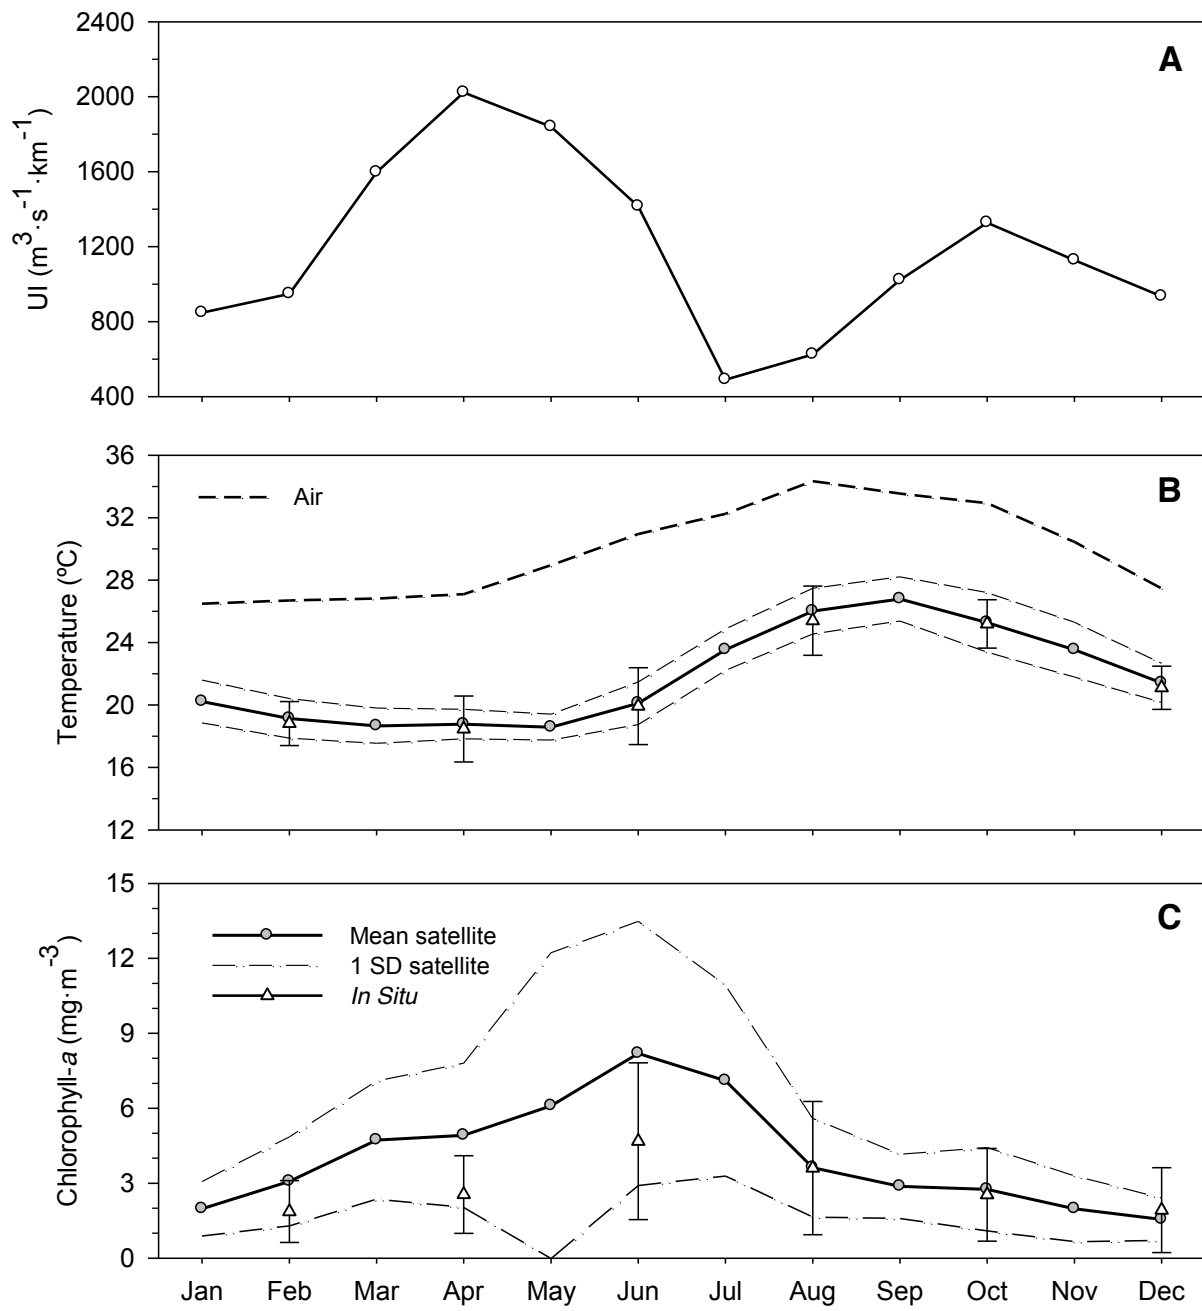 A
UI (m³·s⁻¹·km⁻¹)
2400
2000
1600
1200
800
400
B
Air
Temperature (ºC)
36
32
28
24
20
16
12
C
Mean satellite
1 SD satellite
In Situ
Chlorophyll-a (mg·m⁻³)
15
12
9
6
3
0
Jan Feb Mar Apr May Jun Jul Aug Sep Oct Nov Dec